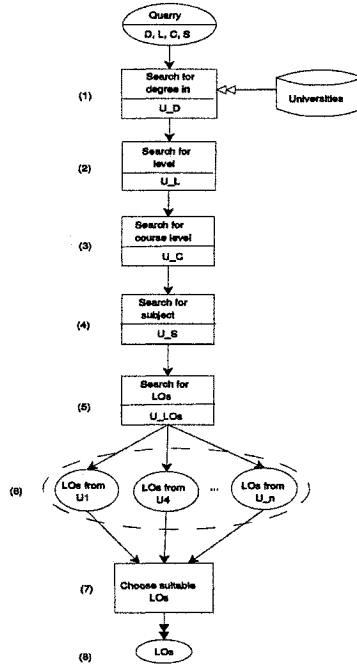 Quarry
D, L, C, S
Search for
degree in
(1)
U_D
Universities
Search for
level
(2)
U_L
Search for
course level
(3)
U_C
Search for
subject
(4)
U_S
Search for
LOs
(5)
U_LOs
(6)
LOs from
U1
LOs from
U4
...
LOs from
U_n
(7)
Choose suitable
LOs
(8)
LOs